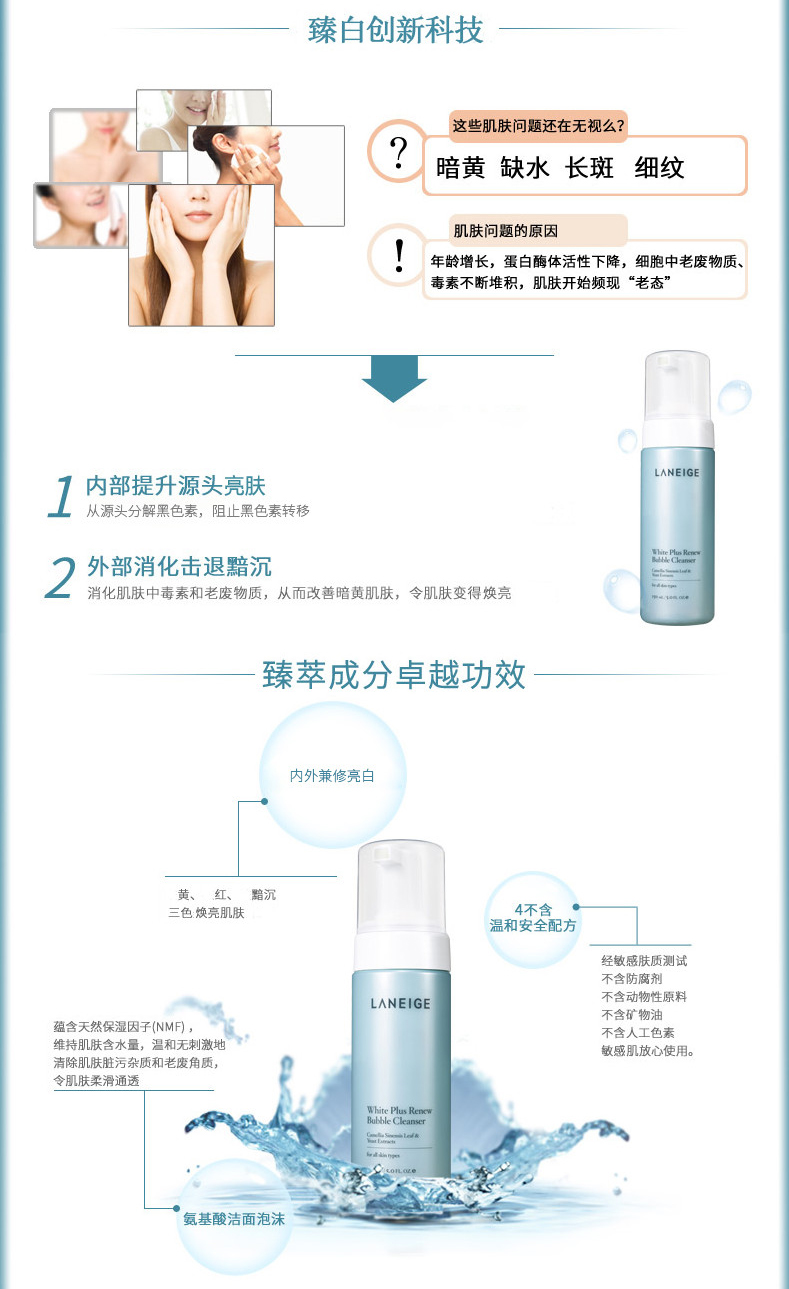 臻白创新科技
?
这些肌肤问题还在无视么？
暗黄 缺水 长斑 细纹
!
肌肤问题的原因
年龄增长，蛋白酶体活性下降，细胞中老废物质、
毒素不断堆积，肌肤开始频现“老态”
1
内部提升源头亮肤
从源头分解黑色素，阻止黑色素转移
2
外部消化击退黯沉
消化肌肤中毒素和老废物质，从而改善暗黄肌肤，令肌肤变得焕亮
LANEIGE
White Plus Renew
Bubble Cleanser
Camellia Sinensis Leaf &
Yeast Extracts
for all skin types
臻萃成分卓越功效
内外兼修亮白
黄、 红、 黯沉
三色 焕亮肌肤
4不含
温和安全配方
经敏感肤质测试
不含防腐剂
不含动物性原料
不含矿物油
不含人工色素
敏感肌放心使用。
蕴含天然保湿因子(NMF)，
维持肌肤含水量，温和无刺激地
清除肌肤脏污杂质和老废角质，
令肌肤柔滑通透
氨基酸洁面泡沫
LANEIGE
White Plus Renew
Bubble Cleanser
Camellia Sinensis Leaf &
Yeast Extracts
for all skin types